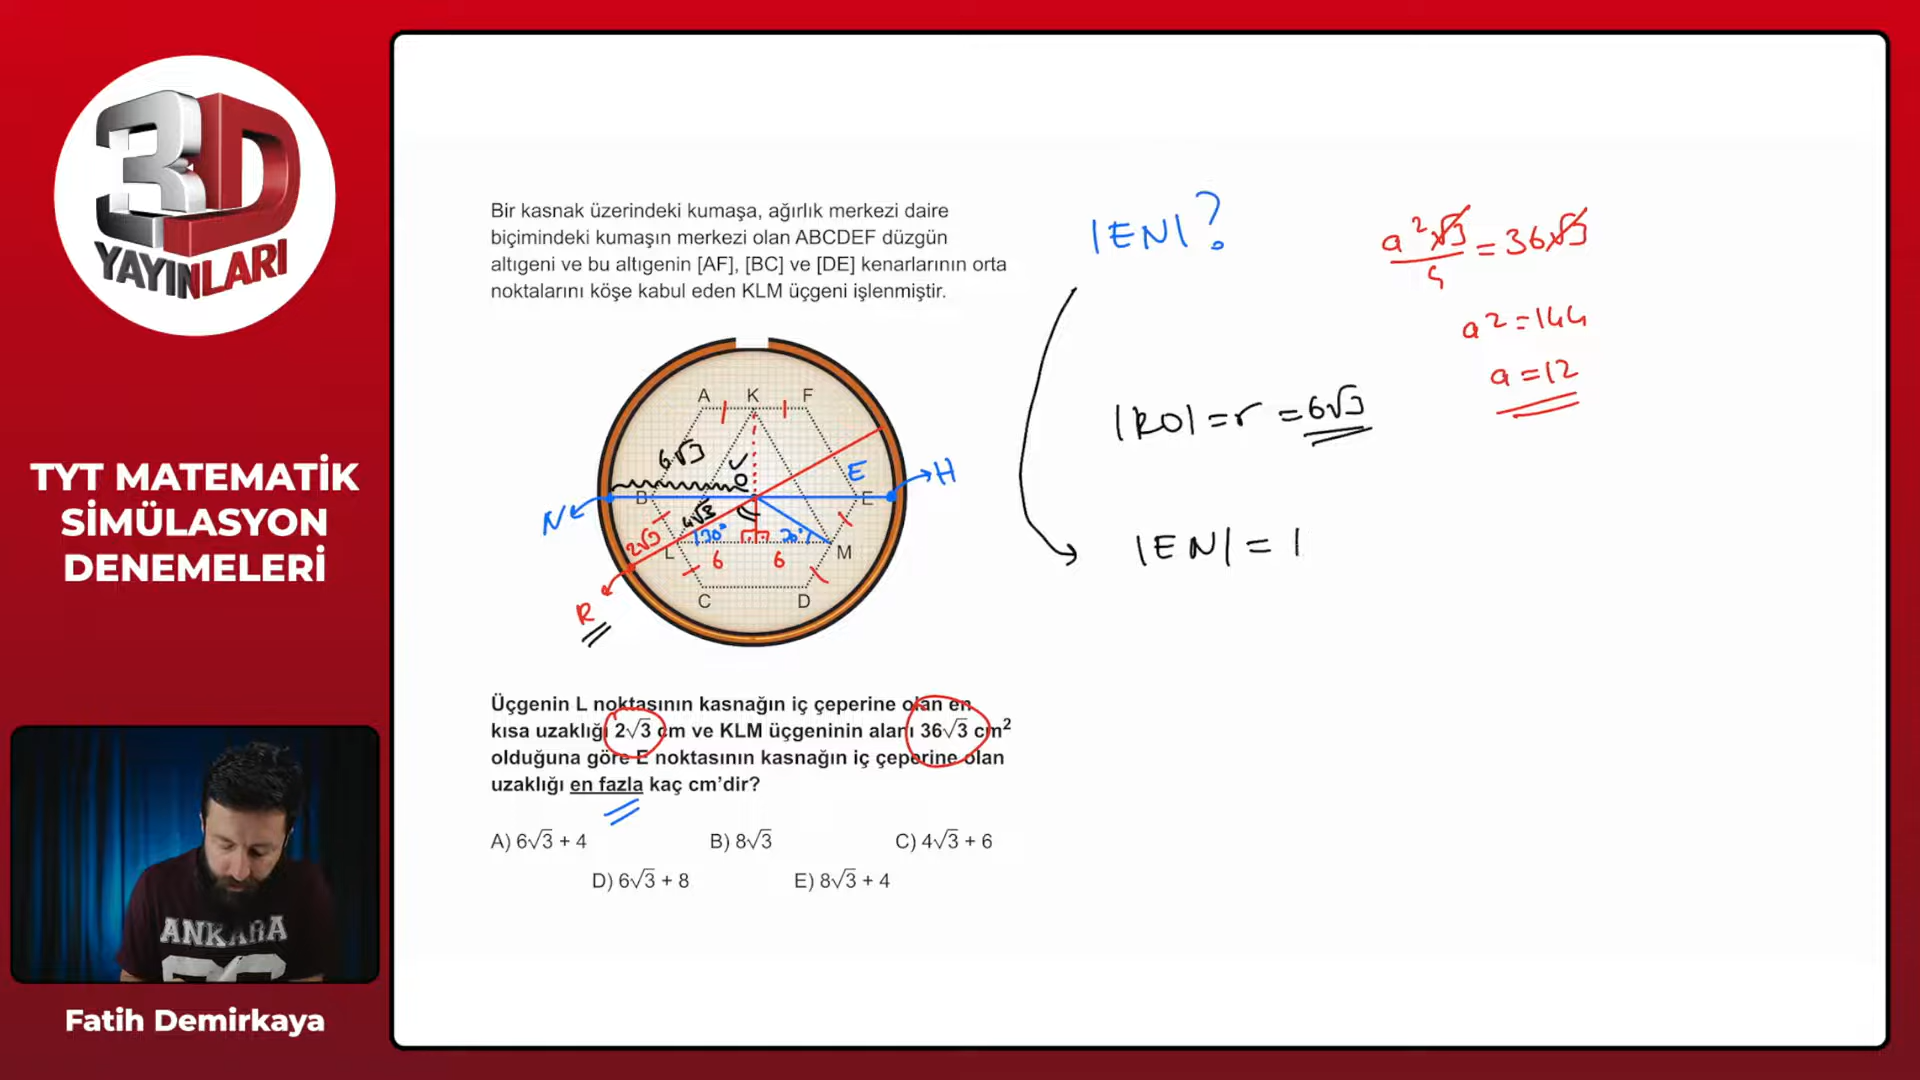 3D
YAYINLARI
TYT MATEMATİK
SİMÜLASYON
DENEMELERİ
ANKARA
Fatih Demirkaya
Bir kasnak üzerindeki kumaşa, ağırlık merkezi daire
biçimindeki kumaşın merkezi olan ABCDEF düzgün
altıgeni ve bu altıgenin [AF], [BC] ve [DE] kenarlarının orta
noktalarını köşe kabul eden KLM üçgeni işlenmiştir.
A K F
6√3
O
E
H
B
E
N
4√3
2√3
30°
30°
L
6
6
M
R
C
D
Üçgenin L noktasının kasnağın iç çeperine olan en
kısa uzaklığı 2√3 cm ve KLM üçgeninin alanı 36√3 cm²
olduğuna göre E noktasının kasnağın iç çeperine olan
uzaklığı en fazla kaç cm'dir?
A) 6√3 + 4 B) 8√3 C) 4√3 + 6
D) 6√3 + 8 E) 8√3 + 4
|EN|?
a²√3/4 = 36√3
a² = 144
a = 12
|RO| = r = 6√3
|EN| = |